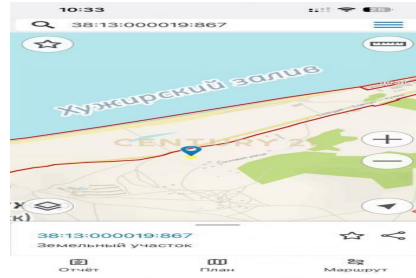 10:33
38:13:000019:867
Хужирский залив
CENTURY 21
38:13:000019:867
Земельный участок
Отчёт
План
Маршрут